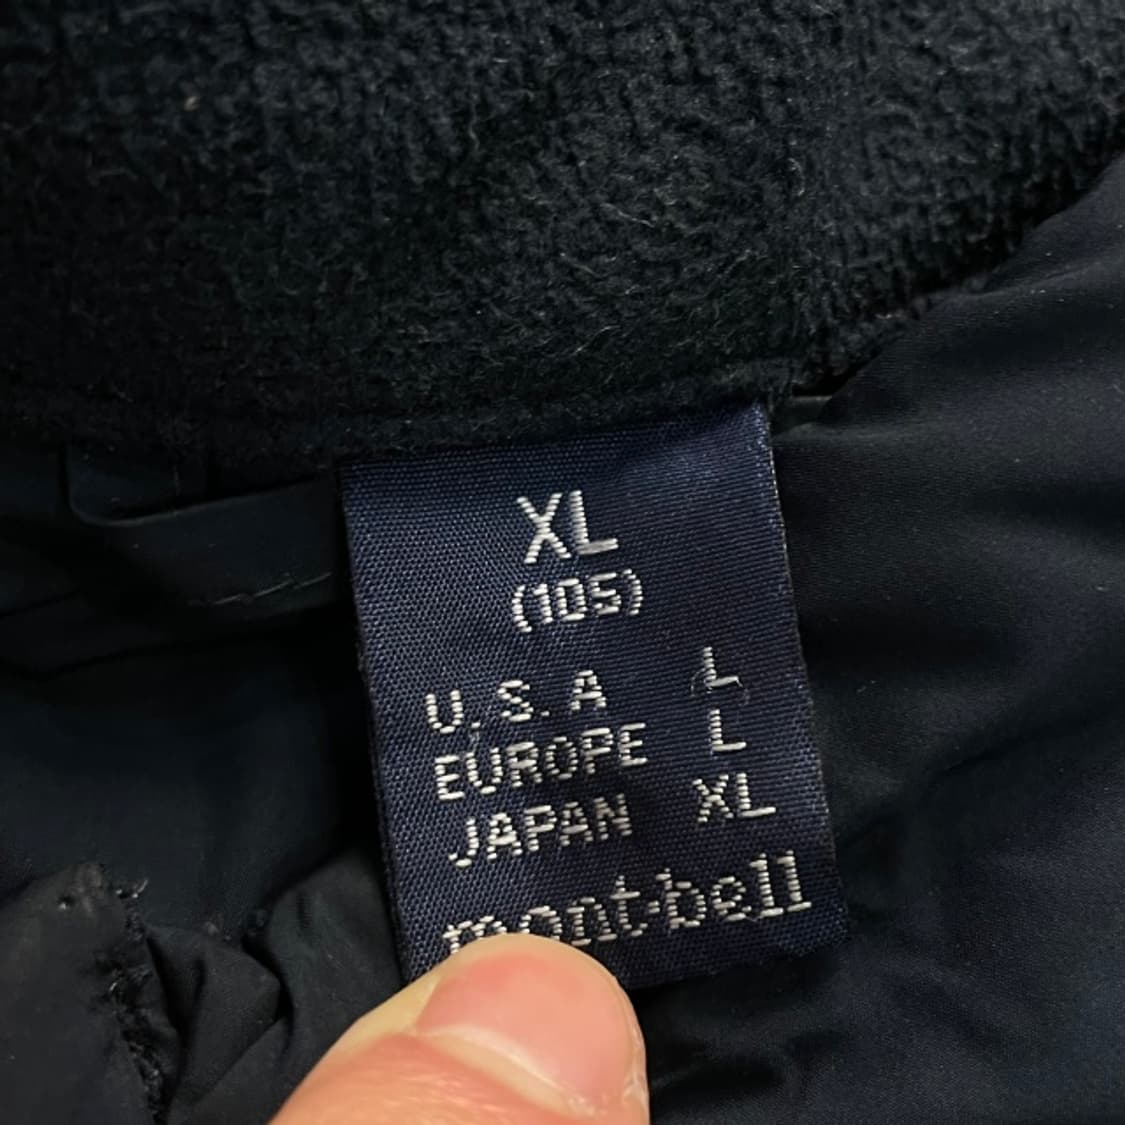 XL
(105)
U.S.A L
EUROPE L
JAPAN XL
mont-bell